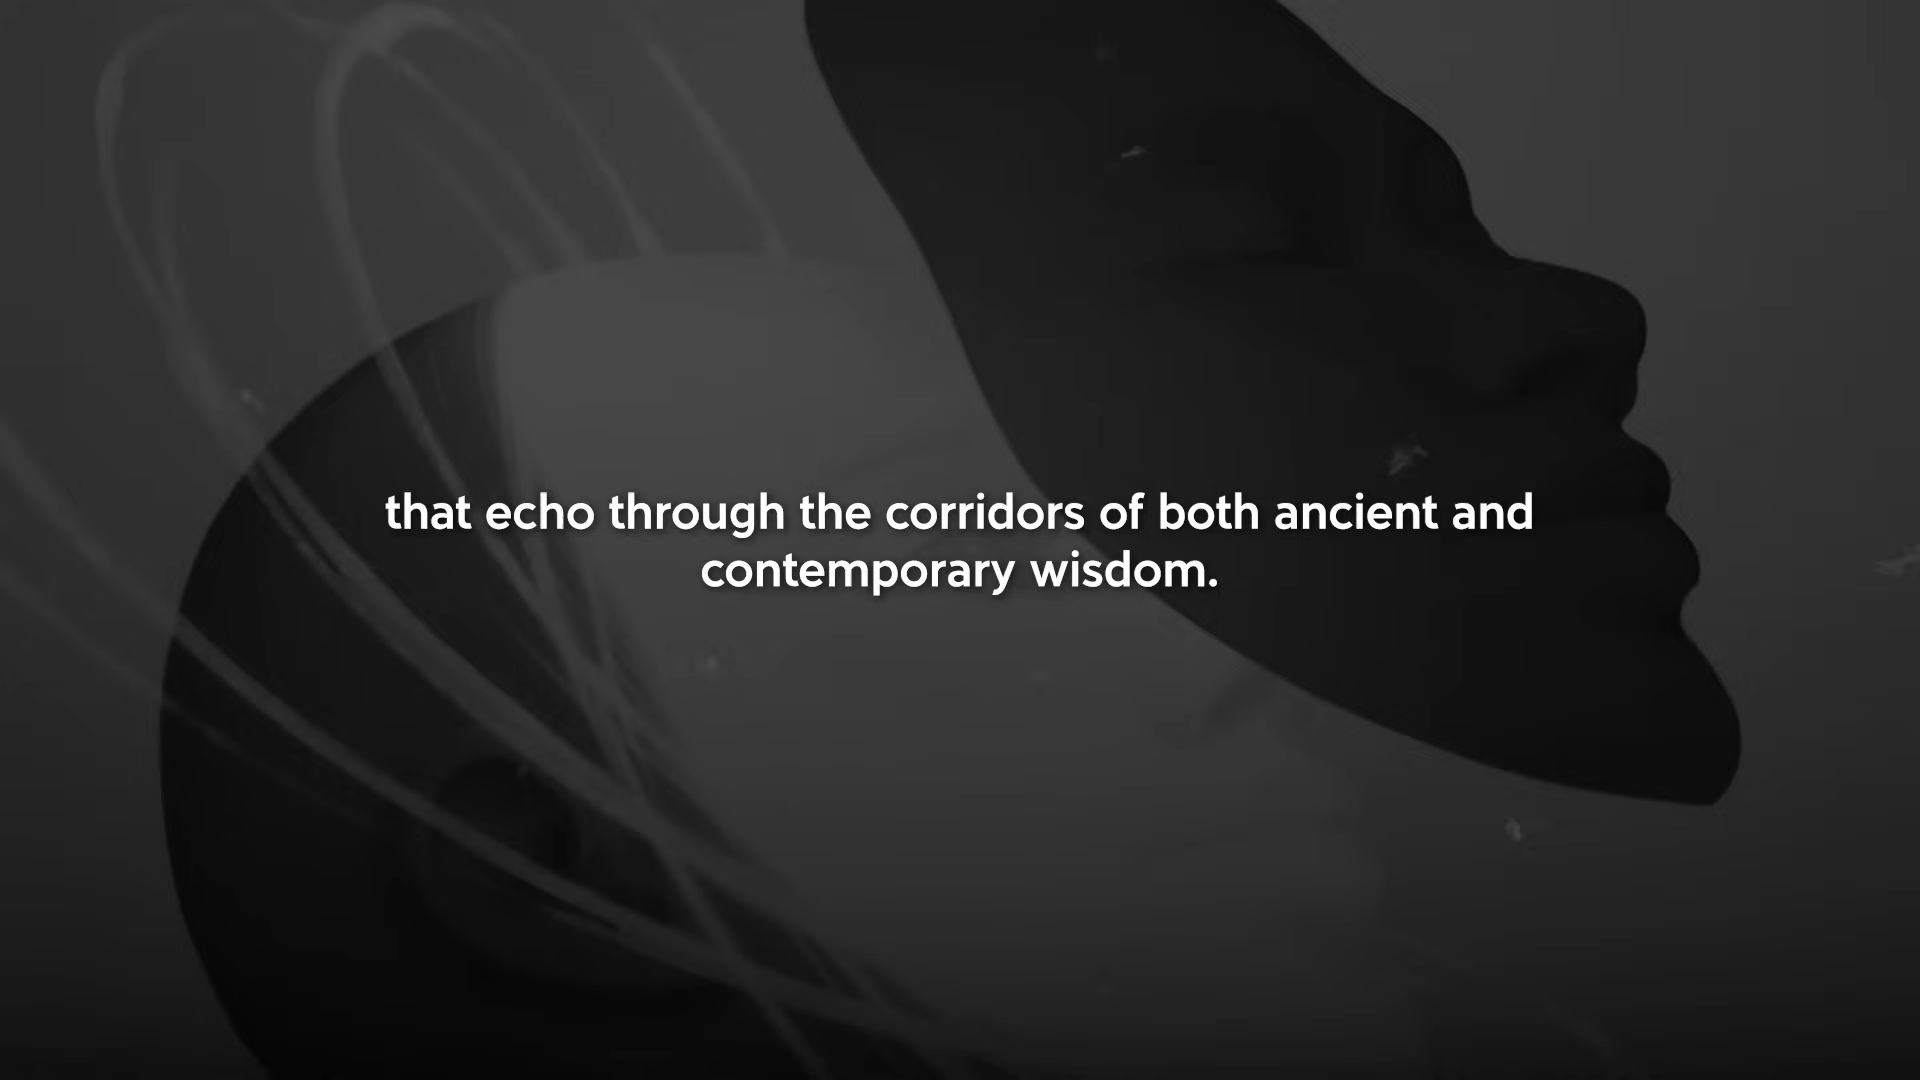 that echo through the corridors of both ancient and
contemporary wisdom.